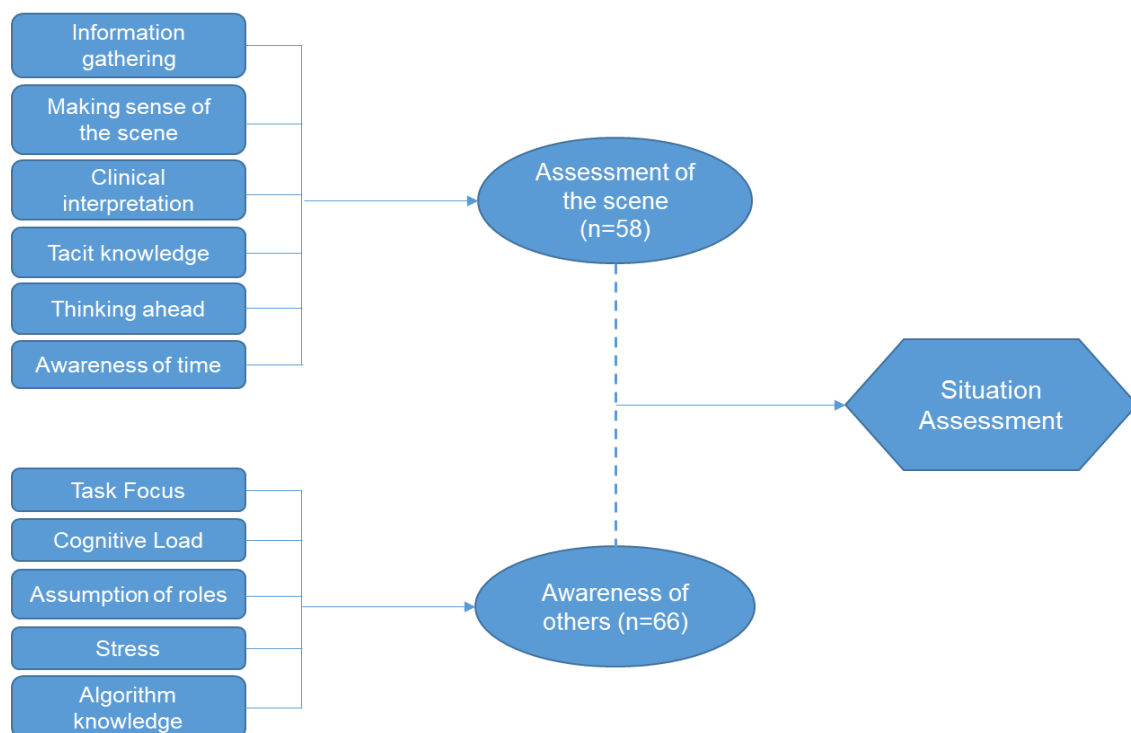 Information
gathering
Making sense of
the scene
Clinical
interpretation
Tacit knowledge
Thinking ahead
Awareness of time
Assessment of
the scene
(n=58)
Situation
Assessment
Task Focus
Cognitive Load
Assumption of roles
Stress
Algorithm
knowledge
Awareness of
others (n=66)